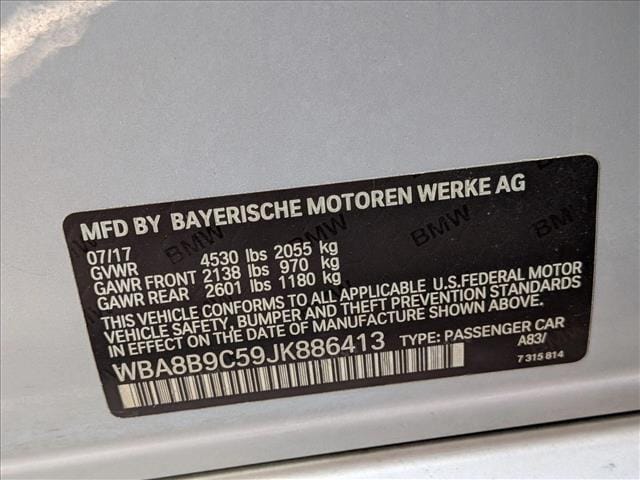 MFD BY BAYERISCHE MOTOREN WERKE AG
07/17
GVWR 4530 lbs 2055 kg
GAWR FRONT 2138 lbs 970 kg
GAWR REAR 2601 lbs 1180 kg
THIS VEHICLE CONFORMS TO ALL APPLICABLE U.S.FEDERAL MOTOR
VEHICLE SAFETY, BUMPER, AND THEFT PREVENTION STANDARDS
IN EFFECT ON THE DATE OF MANUFACTURE SHOWN ABOVE.
WBA8B9C59JK886413 TYPE: PASSENGER CAR
A83/
7 315 814
BMW
BMW
BMW